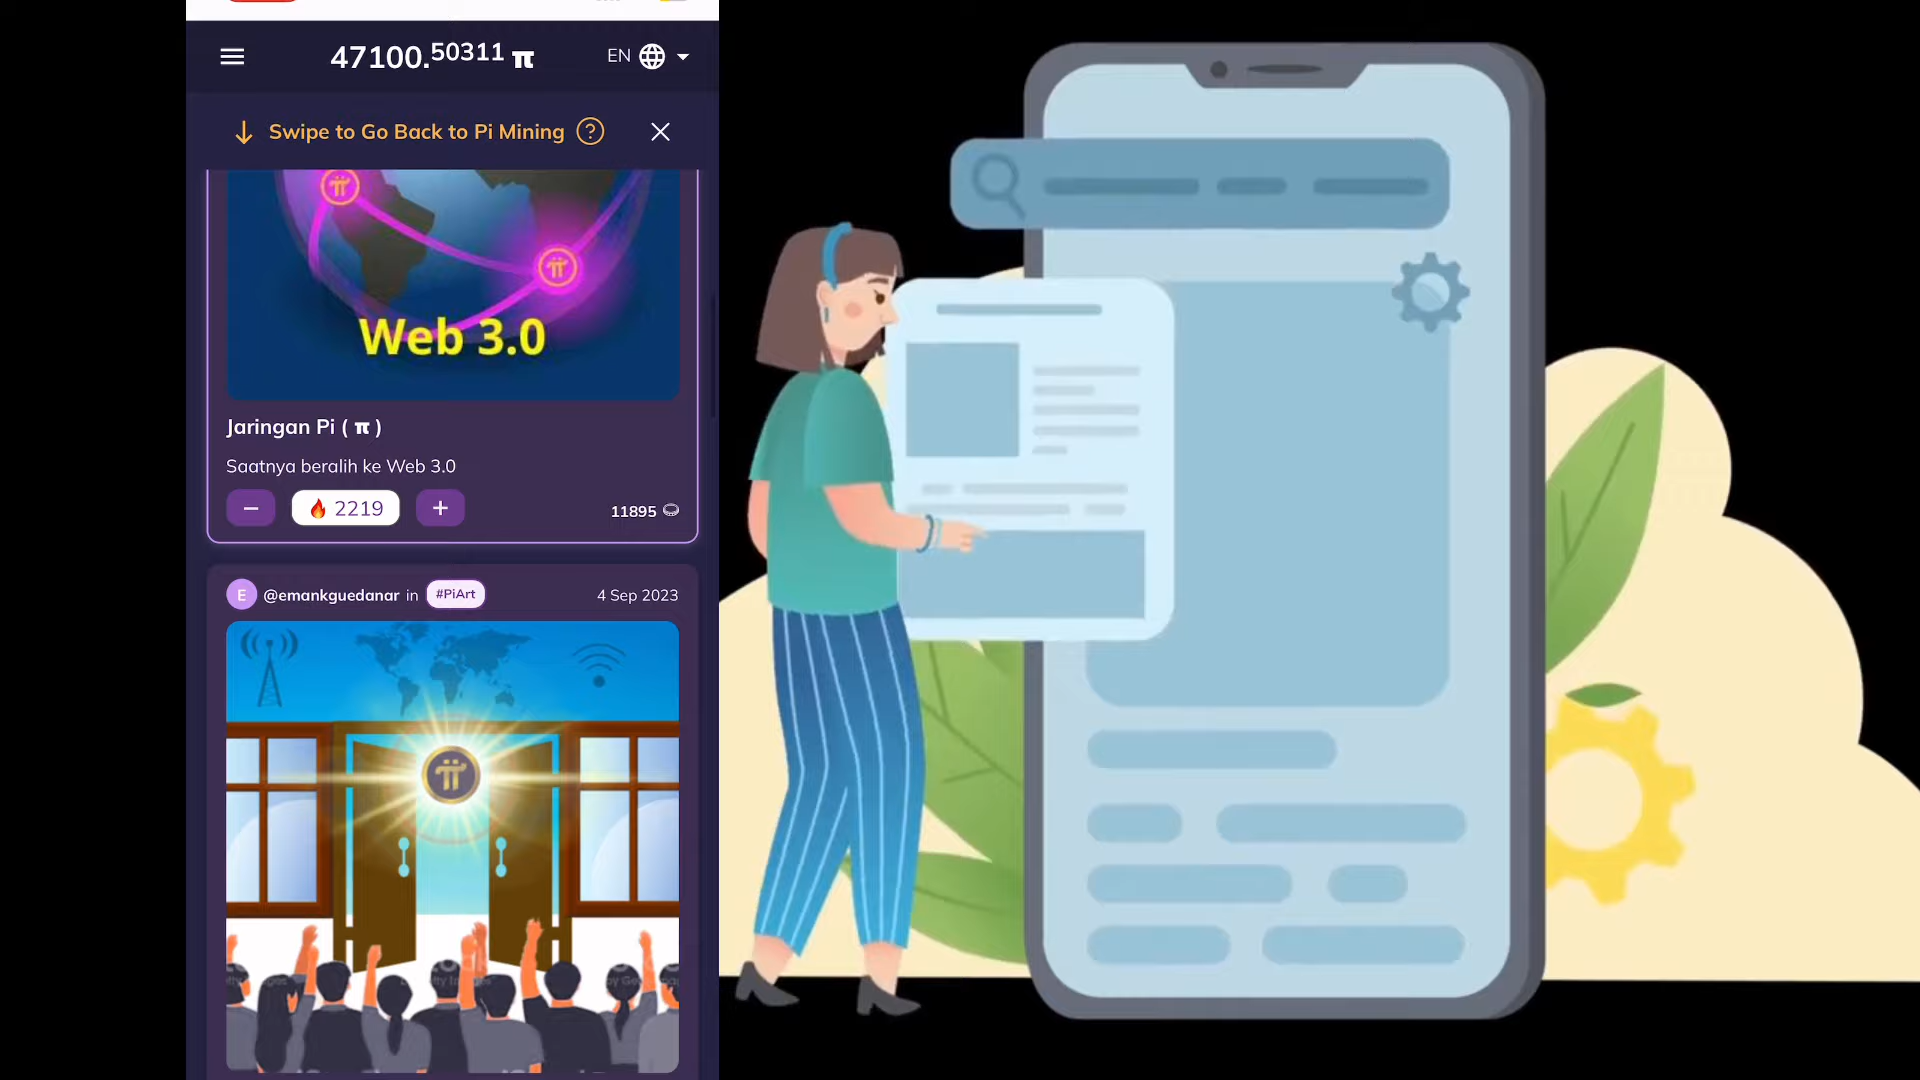 47100.50311 π
EN
Swipe to Go Back to Pi Mining ?
Web 3.0
Jaringan Pi ( π )
Saatnya beralih ke Web 3.0
− 🔥 2219 +
11895
E @emankguedanar in #PiArt
4 Sep 2023